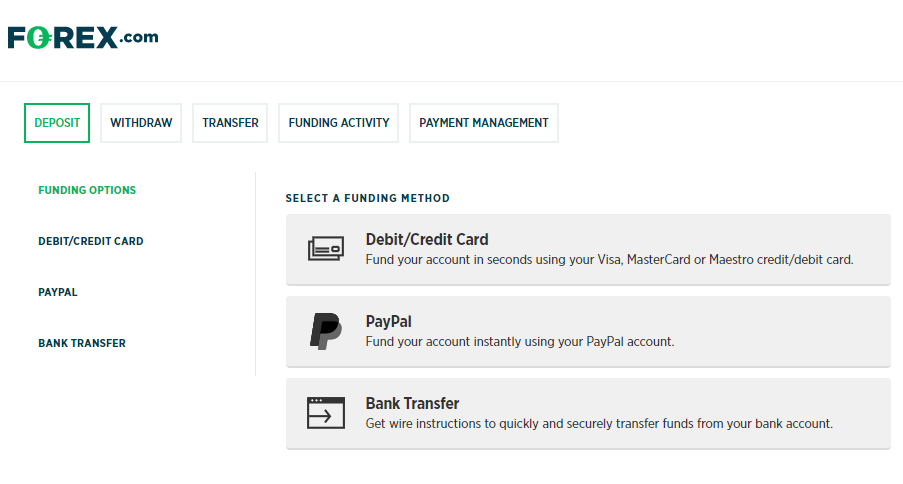 FOREX.com
DEPOSIT
WITHDRAW
TRANSFER
FUNDING ACTIVITY
PAYMENT MANAGEMENT
FUNDING OPTIONS
DEBIT/CREDIT CARD
PAYPAL
BANK TRANSFER
SELECT A FUNDING METHOD
Debit/Credit Card
Fund your account in seconds using your Visa, MasterCard or Maestro credit/debit card.
PayPal
Fund your account instantly using your PayPal account.
Bank Transfer
Get wire instructions to quickly and securely transfer funds from your bank account.